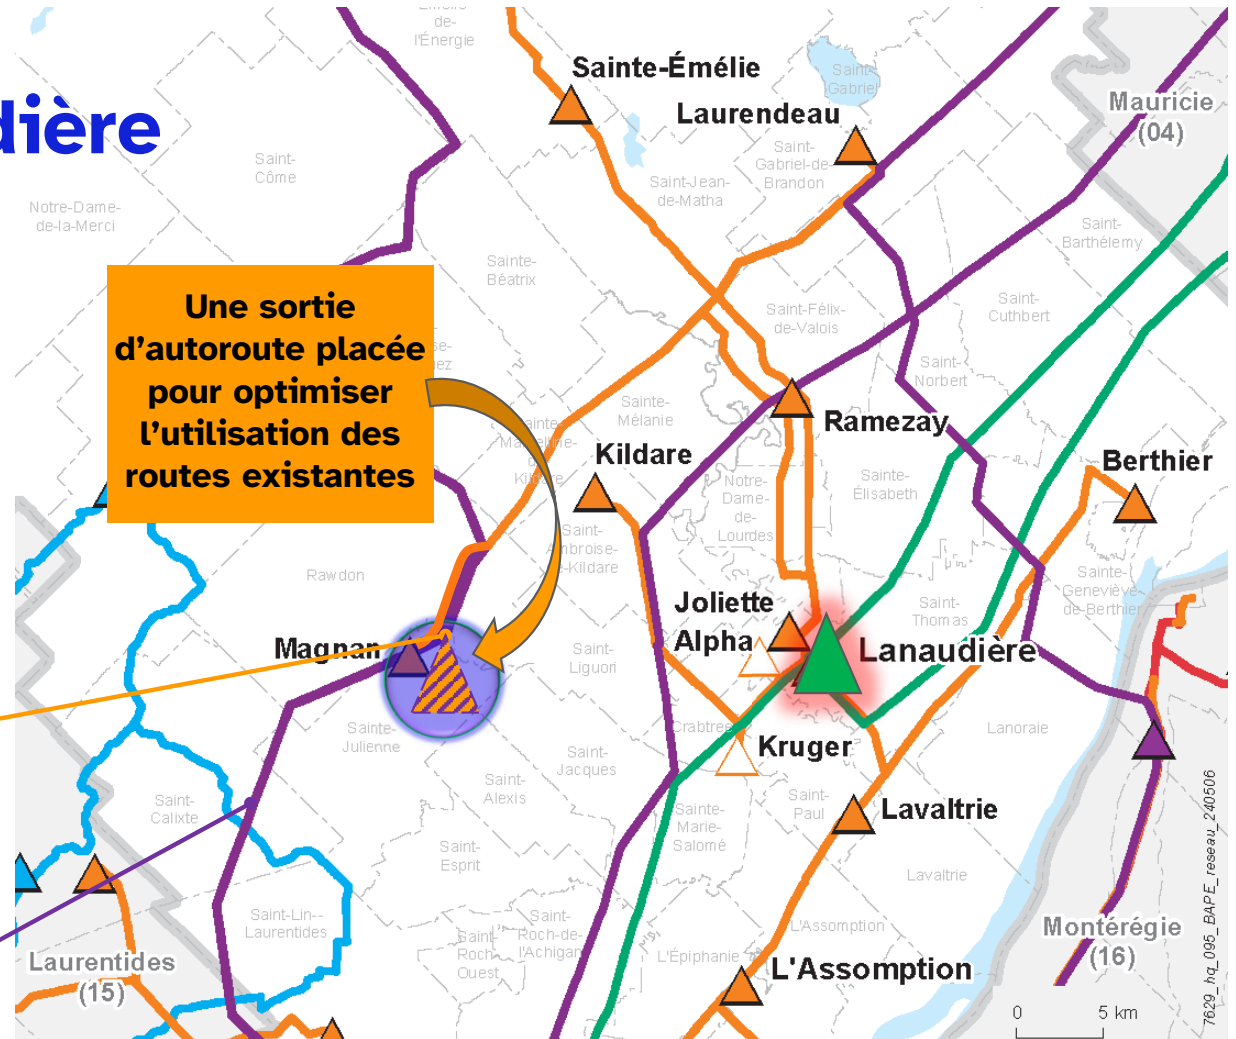 de-
l'Énergie
Sainte-Émélie
Saint-
Gabriel
Laurendeau
Mauricie
(04)
dière
Saint-
Côme
Saint-
Gabriel-de-
Brandon
Saint-Jean-
de-Matha
Notre-Dame-
de-la-Merci
Saint-
Barthélemy
Sainte-
Béatrix
Une sortie
d'autoroute placée
pour optimiser
l'utilisation des
routes existantes
Saint-Félix-
de-Valois
Saint-
Cuthbert
Saint-
Norbert
Sainte-
Mélanie
Ramezay
Kildare
Berthier
Notre-
Dame-
de-
Lourdes
Sainte-
Élisabeth
Rawdon
Sainte-
Geneviève-
de-Berthier
Joliette
Alpha
Saint-
Thomas
Magnan
Saint-
Liguori
Lanaudière
Sainte-
Julienne
Crabtree
Kruger
Lanoraie
Saint-
Jacques
Saint-
Alexis
Saint-
Calixte
Sainte-
Marie-
Salomé
Saint-
Paul
Lavaltrie
Saint-
Esprit
Lavaltrie
Saint-Lin--
Laurentides
Saint-
Roch-de-
l'Achigan
Saint-
Roch-
Ouest
L'Épiphanie
L'Assomption
Montérégie
(16)
Laurentides
(15)
L'Assomption
0 5 km
7629_hq_095_BAPE_reseau_240506